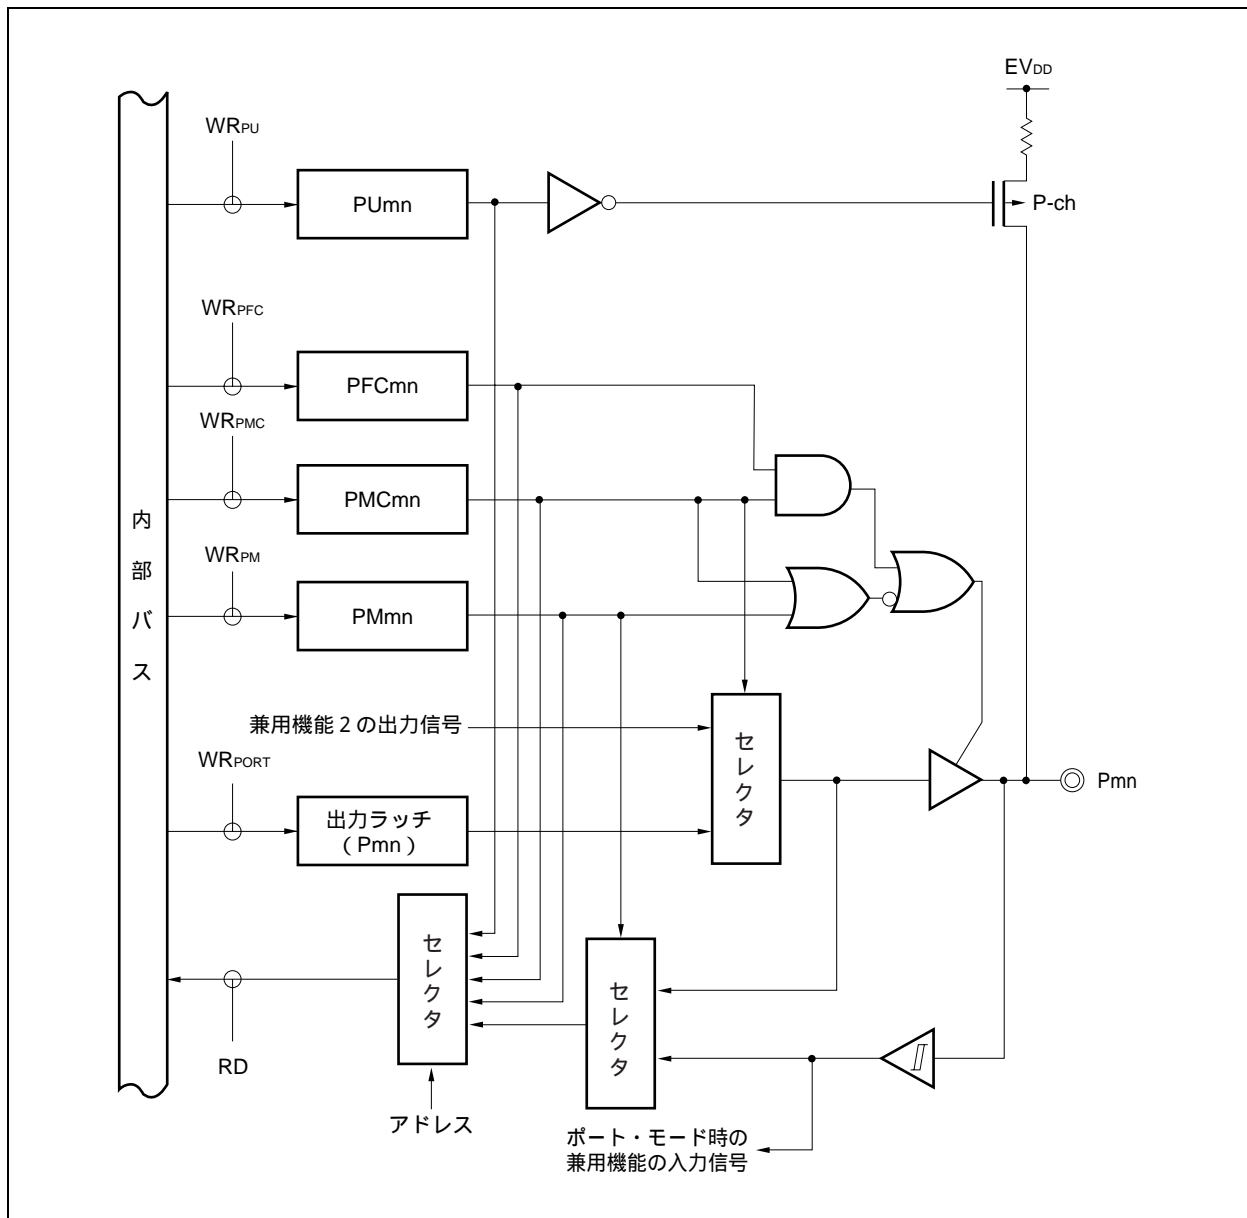 EVDD
WRPU
PUmn
P-ch
WRPFC
PFCmn
WRPMC
PMCmn
内部バス
WRPM
PMmn
兼用機能2の出力信号
セレクタ
WRPORT
出力ラッチ
(Pmn)
Pmn
セレクタ
セレクタ
RD
アドレス
ポート・モード時の
兼用機能の入力信号